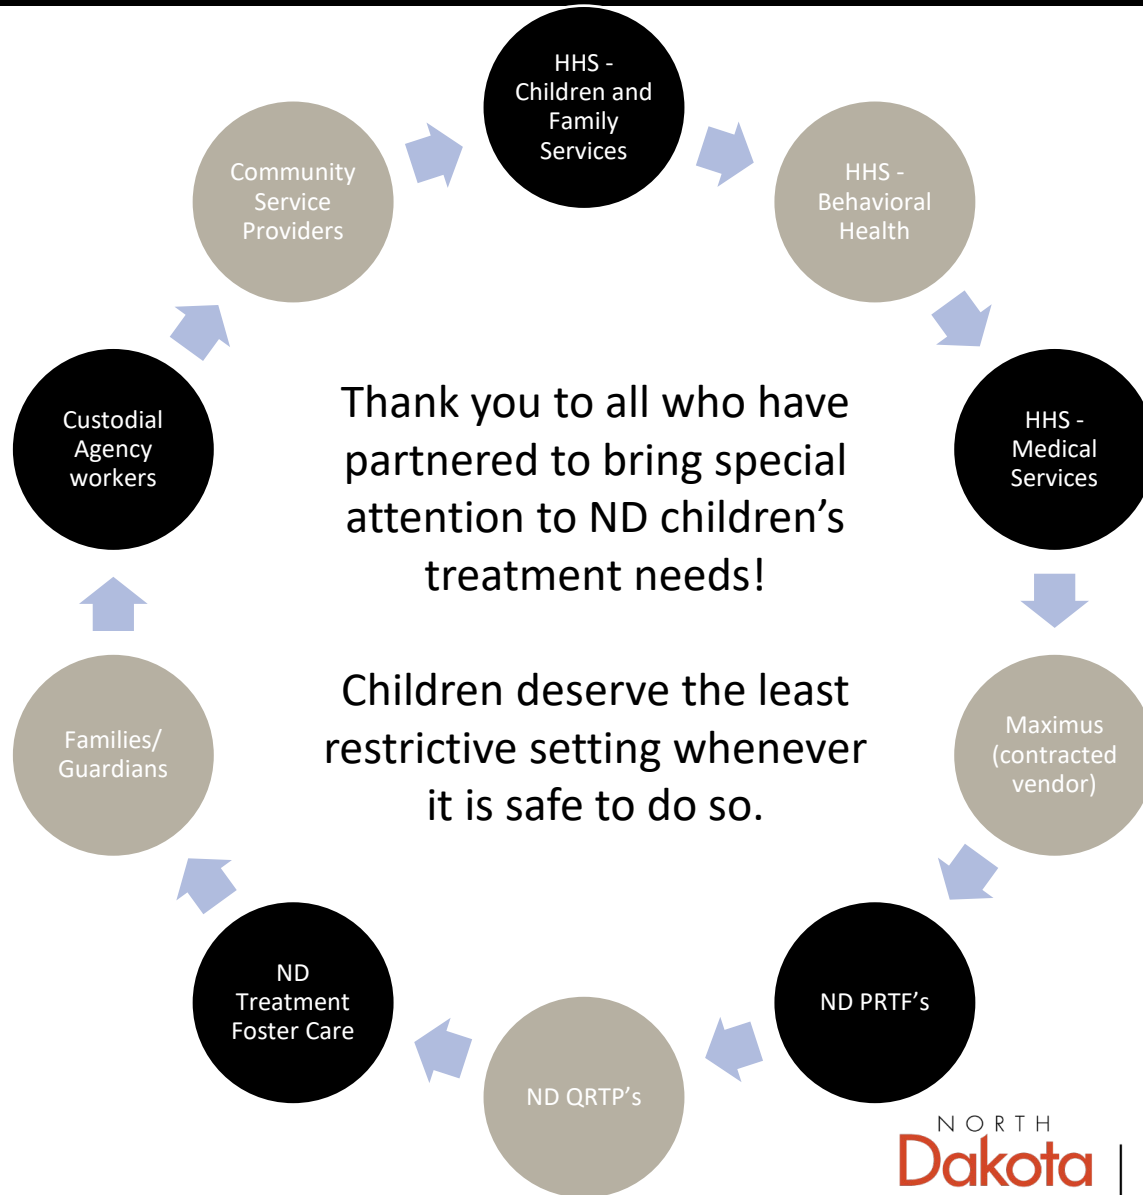 HHS -
Children and
Family
Services
HHS -
Behavioral
Health
HHS -
Medical
Services
Maximus
(contracted
vendor)
ND PRTF's
ND QRTP's
ND
Treatment
Foster Care
Families/
Guardians
Custodial
Agency
workers
Community
Service
Providers
Thank you to all who have
partnered to bring special
attention to ND children’s
treatment needs!
Children deserve the least
restrictive setting whenever
it is safe to do so.
NORTH
Dakota